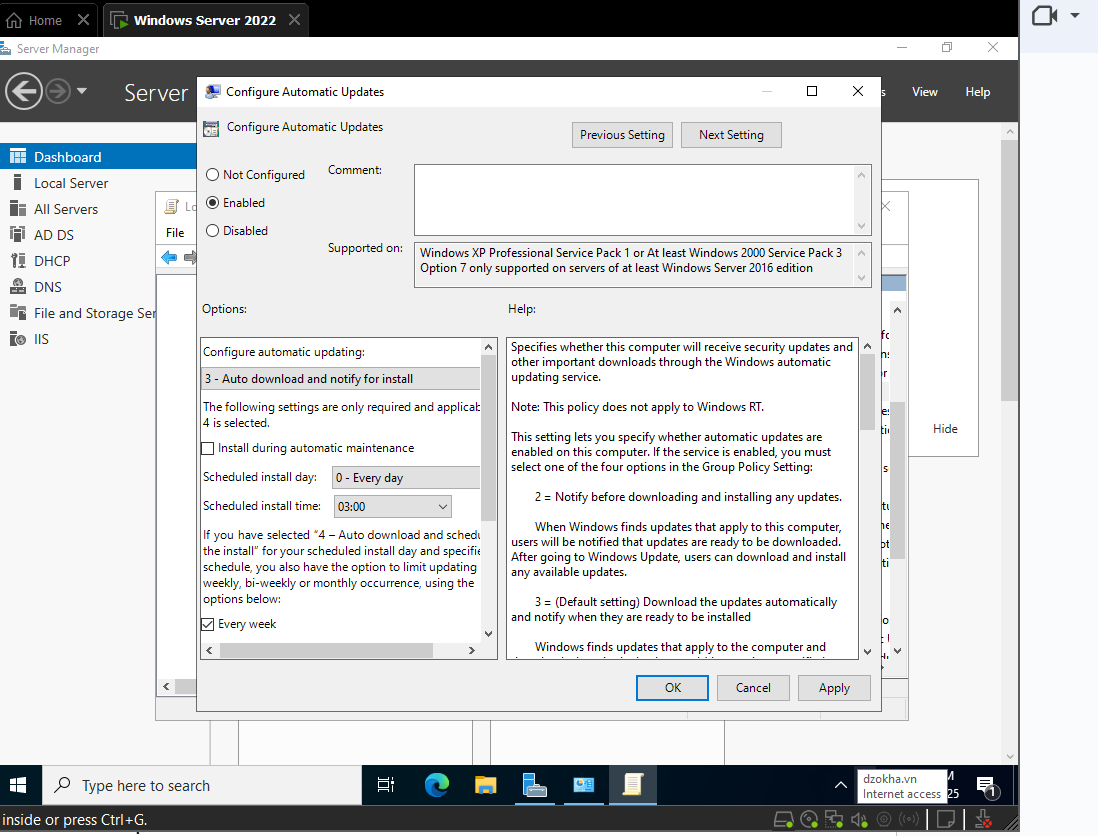 Home
Windows Server 2022
Server Manager
Server
View
Help
Configure Automatic Updates
Configure Automatic Updates
Previous Setting
Next Setting
Dashboard
Local Server
All Servers
AD DS
DHCP
DNS
File and Storage Ser
IIS
File
Not Configured
Enabled
Disabled
Comment:
Supported on:
Windows XP Professional Service Pack 1 or At least Windows 2000 Service Pack 3
Option 7 only supported on servers of at least Windows Server 2016 edition
Options:
Help:
Configure automatic updating:
3 - Auto download and notify for install
The following settings are only required and applicab
4 is selected.
Install during automatic maintenance
Scheduled install day:
0 - Every day
Scheduled install time:
03:00
If you have selected "4 – Auto download and schedu
the install" for your scheduled install day and specifie
schedule, you also have the option to limit updating
weekly, bi-weekly or monthly occurrence, using the
options below:
Every week
Specifies whether this computer will receive security updates and
other important downloads through the Windows automatic
updating service.
Note: This policy does not apply to Windows RT.
This setting lets you specify whether automatic updates are
enabled on this computer. If the service is enabled, you must
select one of the four options in the Group Policy Setting:
2 = Notify before downloading and installing any updates.
When Windows finds updates that apply to this computer,
users will be notified that updates are ready to be downloaded.
After going to Windows Update, users can download and install
any available updates.
3 = (Default setting) Download the updates automatically
and notify when they are ready to be installed
Windows finds updates that apply to the computer and
Hide
OK
Cancel
Apply
Type here to search
dzokha.vn
Internet access
M
25
1
inside or press Ctrl+G.